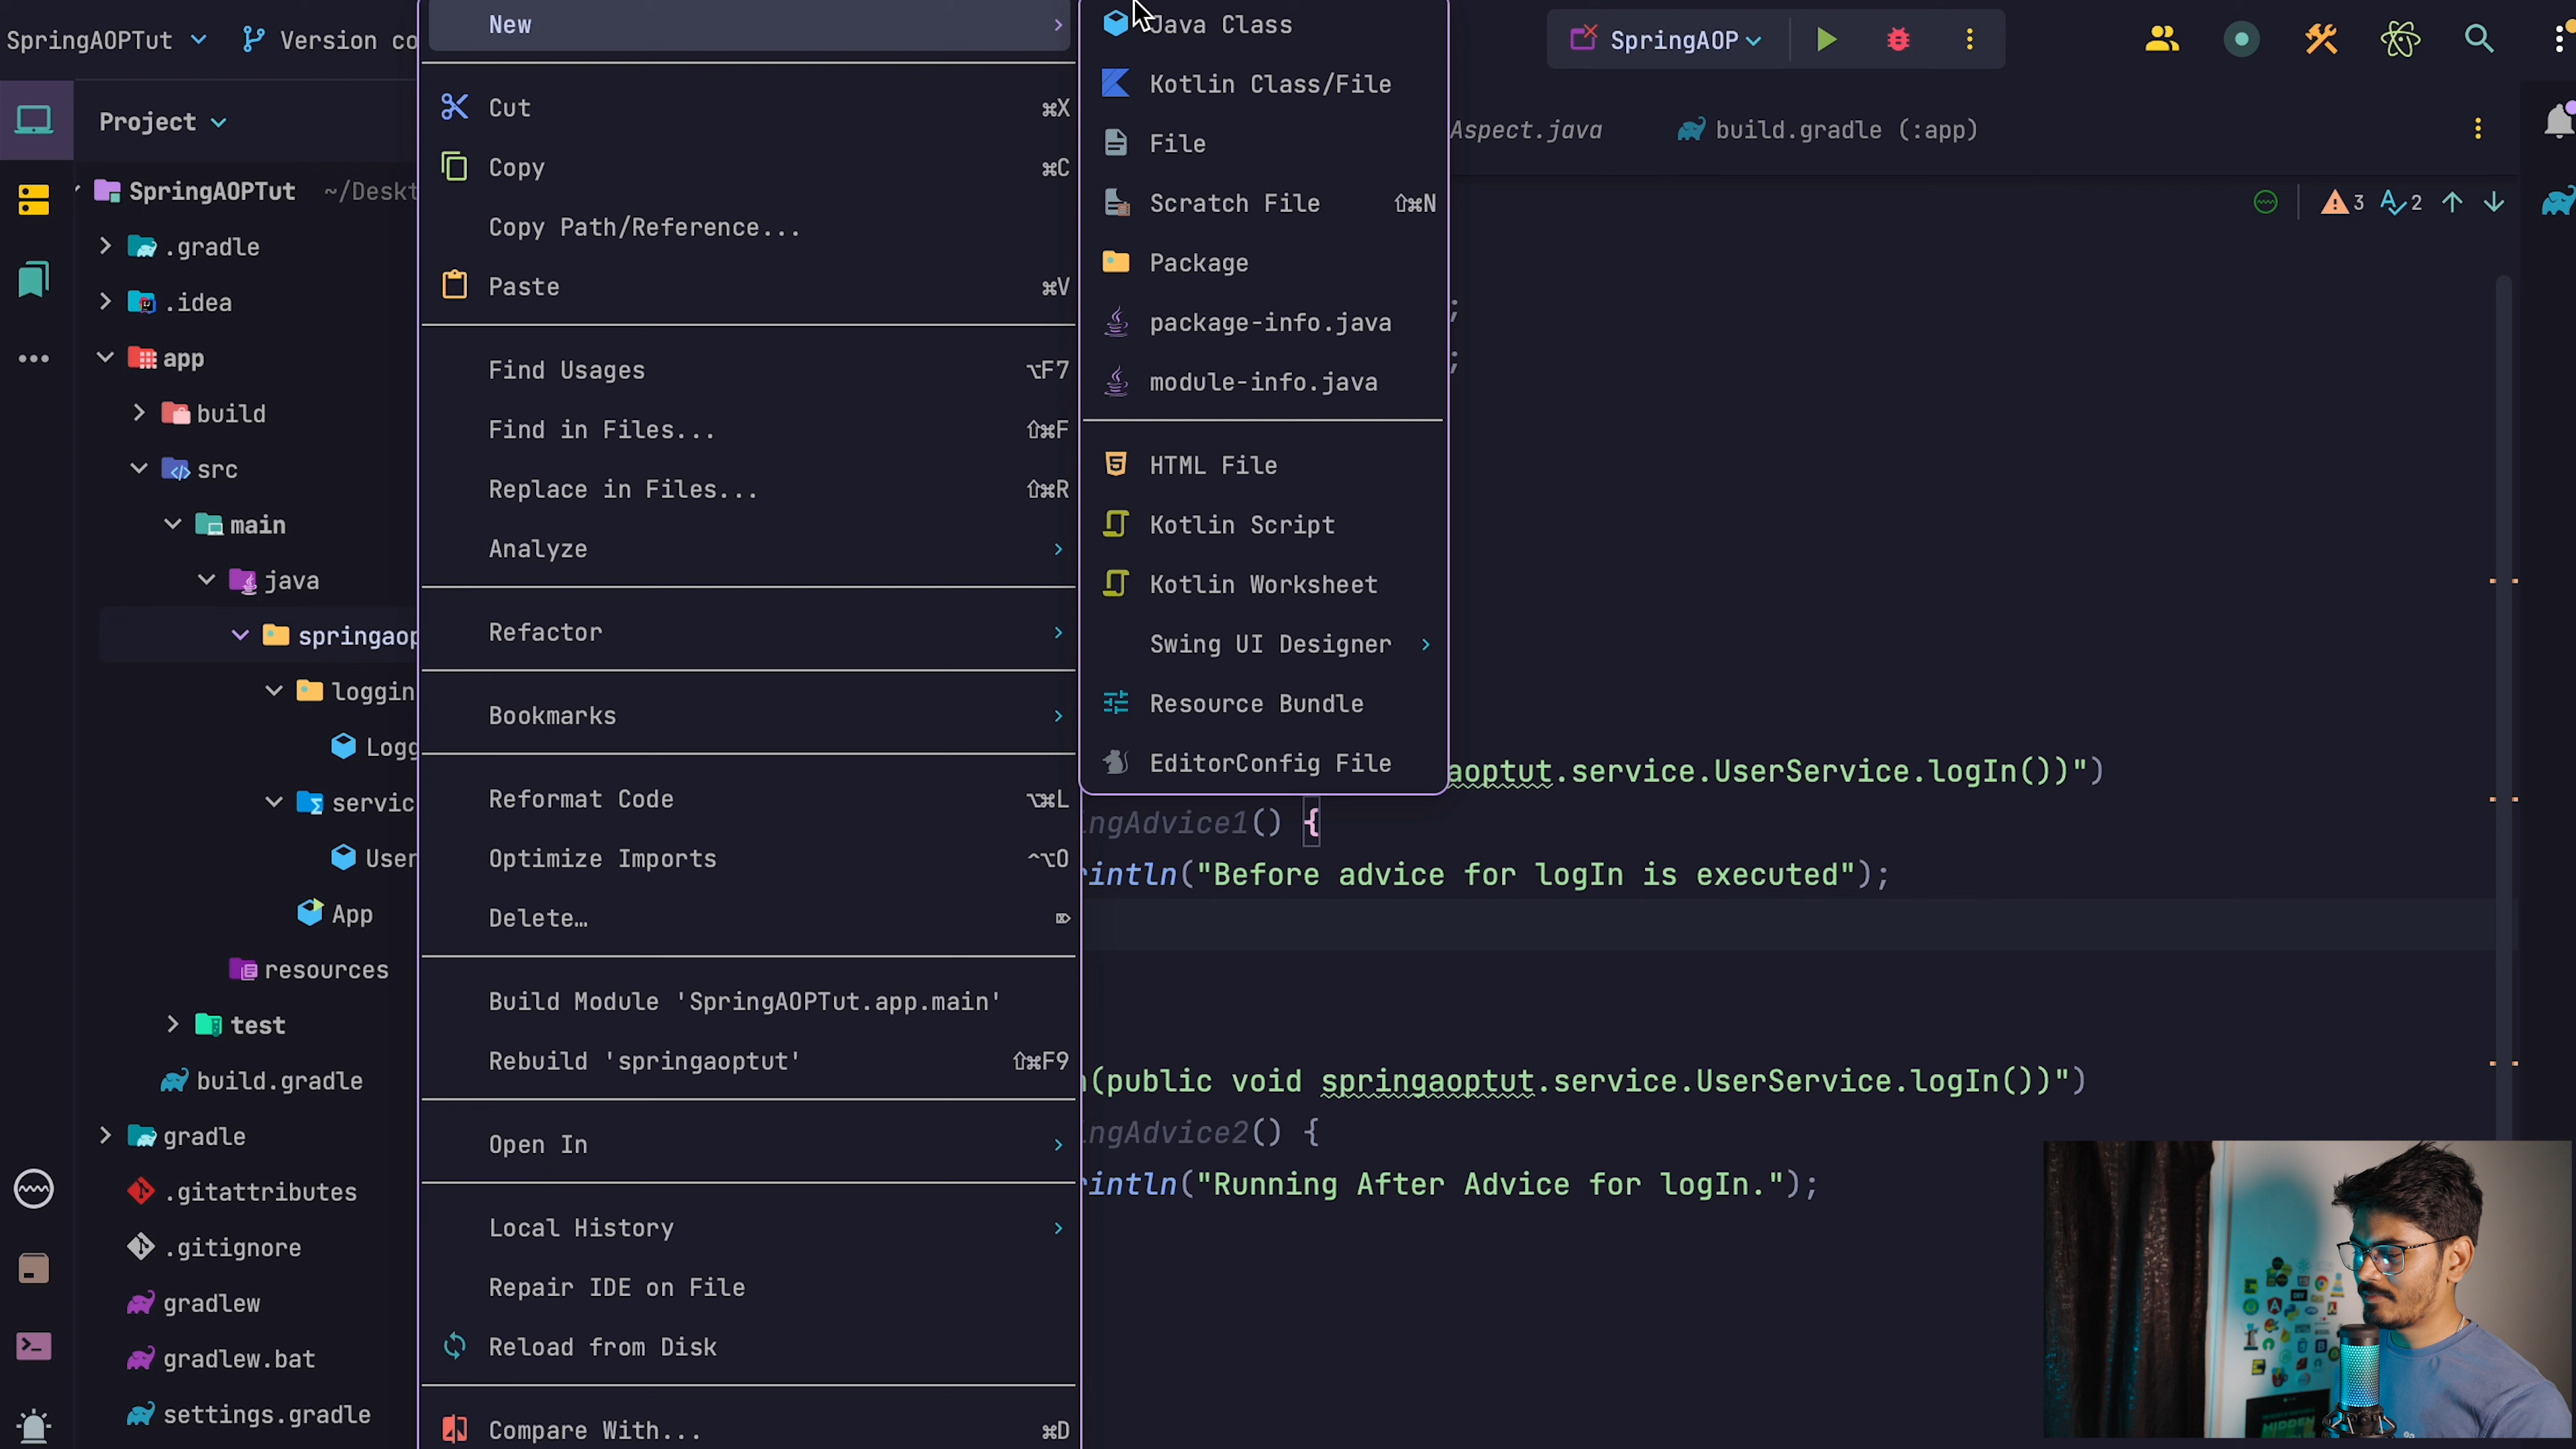 SpringAOPTut
Version co
SpringAOP
Project
Aspect.java
build.gradle (:app)
3
2
SpringAOPTut ~/Deskt
.gradle
.idea
app
build
src
main
java
springaop
loggin
Logg
servic
User
App
resources
test
build.gradle
gradle
.gitattributes
.gitignore
gradlew
gradlew.bat
settings.gradle
New
Cut ⌘X
Copy ⌘C
Copy Path/Reference...
Paste ⌘V
Find Usages ⌥F7
Find in Files... ⇧⌘F
Replace in Files... ⇧⌘R
Analyze
Refactor
Bookmarks
Reformat Code ⌥⌘L
Optimize Imports ^⌥O
Delete… ⌦
Build Module 'SpringAOPTut.app.main'
Rebuild 'springaoptut' ⇧⌘F9
Open In
Local History
Repair IDE on File
Reload from Disk
Compare With... ⌘D
Java Class
Kotlin Class/File
File
Scratch File ⇧⌘N
Package
package-info.java
module-info.java
HTML File
Kotlin Script
Kotlin Worksheet
Swing UI Designer
Resource Bundle
EditorConfig File
;
;
aoptut.service.UserService.logIn())")
ngAdvice1() {
rintln("Before advice for logIn is executed");
n(public void springaoptut.service.UserService.logIn())")
ngAdvice2() {
rintln("Running After Advice for logIn.");
HIDDEN